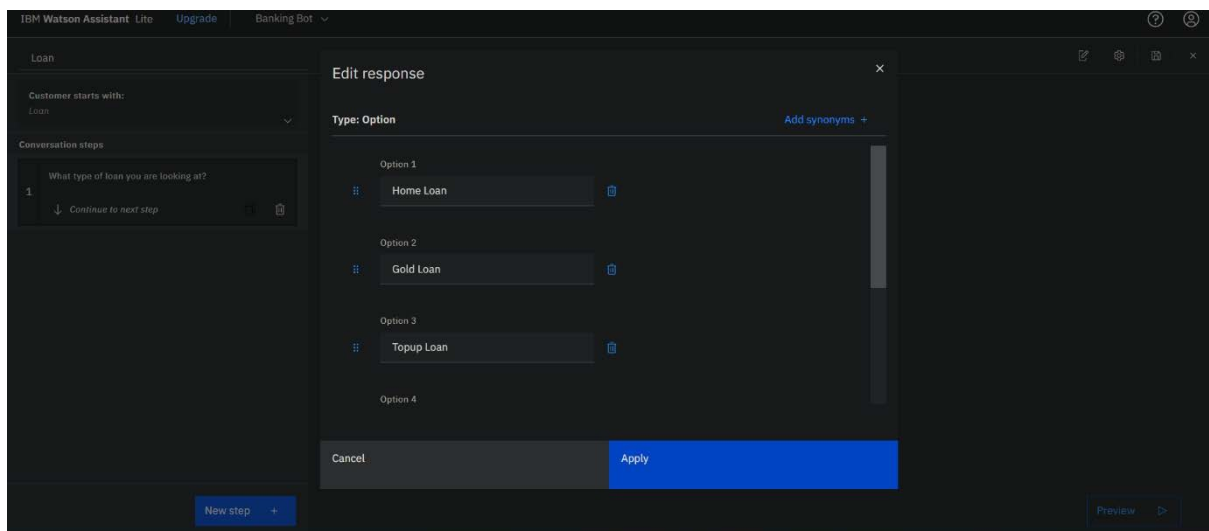 IBM Watson Assistant Lite Upgrade Banking Bot
Loan
Customer starts with:
Loan
Conversation steps
1
What type of loan you are looking at?
Continue to next step
New step +
Edit response
Type: Option
Add synonyms +
Option 1
Home Loan
Option 2
Gold Loan
Option 3
Topup Loan
Option 4
Cancel
Apply
Preview